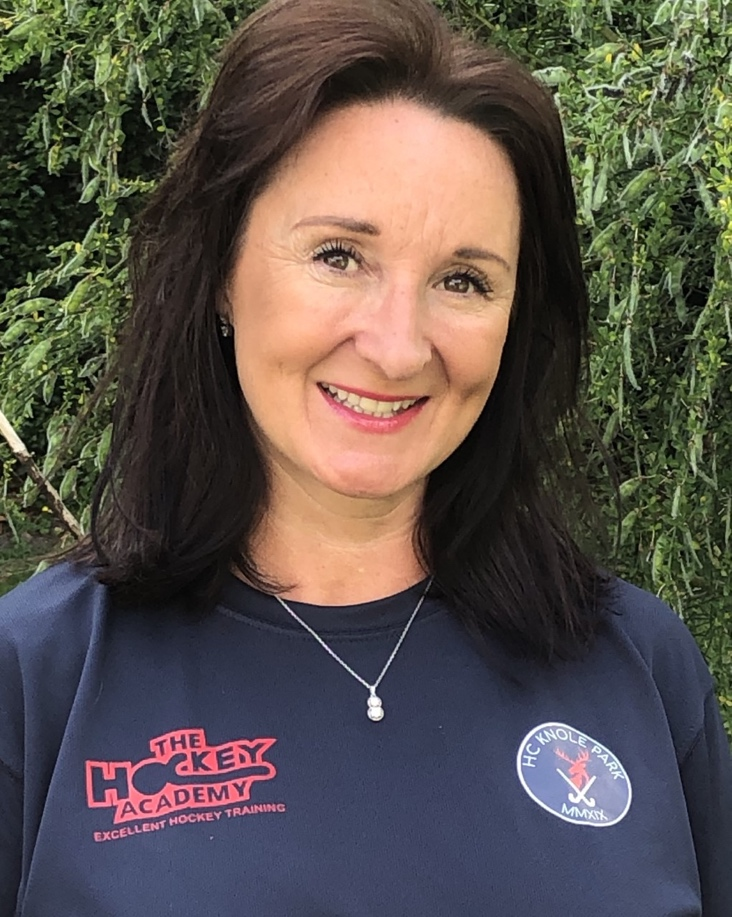 THE
HOCKEY
ACADEMY
EXCELLENT HOCKEY TRAINING
HC KNOLE PARK
MMXIX